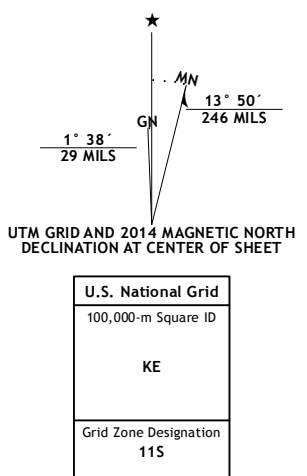 ★
MN
GN
13° 50´
246 MILS
1° 38´
29 MILS
UTM GRID AND 2014 MAGNETIC NORTH
DECLINATION AT CENTER OF SHEET
U.S. National Grid
100,000-m Square ID
KE
Grid Zone Designation
11S